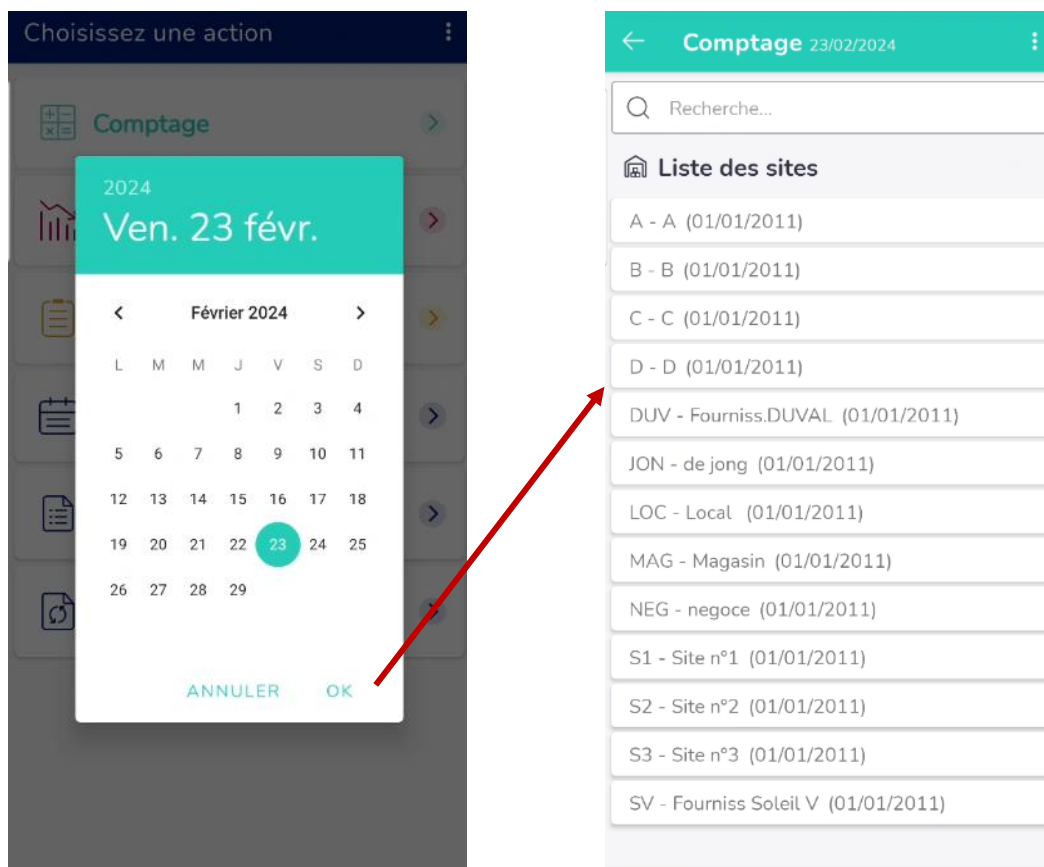 Choisissez une action
Comptage
2024
Ven. 23 févr.
Février 2024
L M M J V S D
1 2 3 4
5 6 7 8 9 10 11
12 13 14 15 16 17 18
19 20 21 22 23 24 25
26 27 28 29
ANNULER OK
Comptage 23/02/2024
Recherche...
Liste des sites
A - A (01/01/2011)
B - B (01/01/2011)
C - C (01/01/2011)
D - D (01/01/2011)
DUV - Fourniss.DUVAL (01/01/2011)
JON - de jong (01/01/2011)
LOC - Local (01/01/2011)
MAG - Magasin (01/01/2011)
NEG - negoce (01/01/2011)
S1 - Site n°1 (01/01/2011)
S2 - Site n°2 (01/01/2011)
S3 - Site n°3 (01/01/2011)
SV - Fourniss Soleil V (01/01/2011)